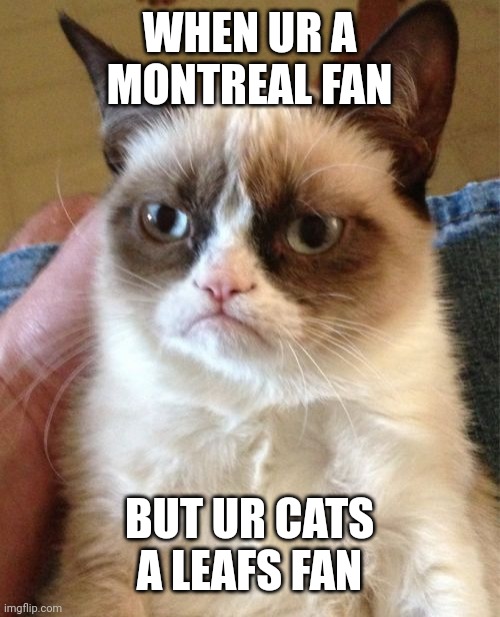 WHEN UR A
MONTREAL FAN
BUT UR CATS
A LEAFS FAN
imgflip.com